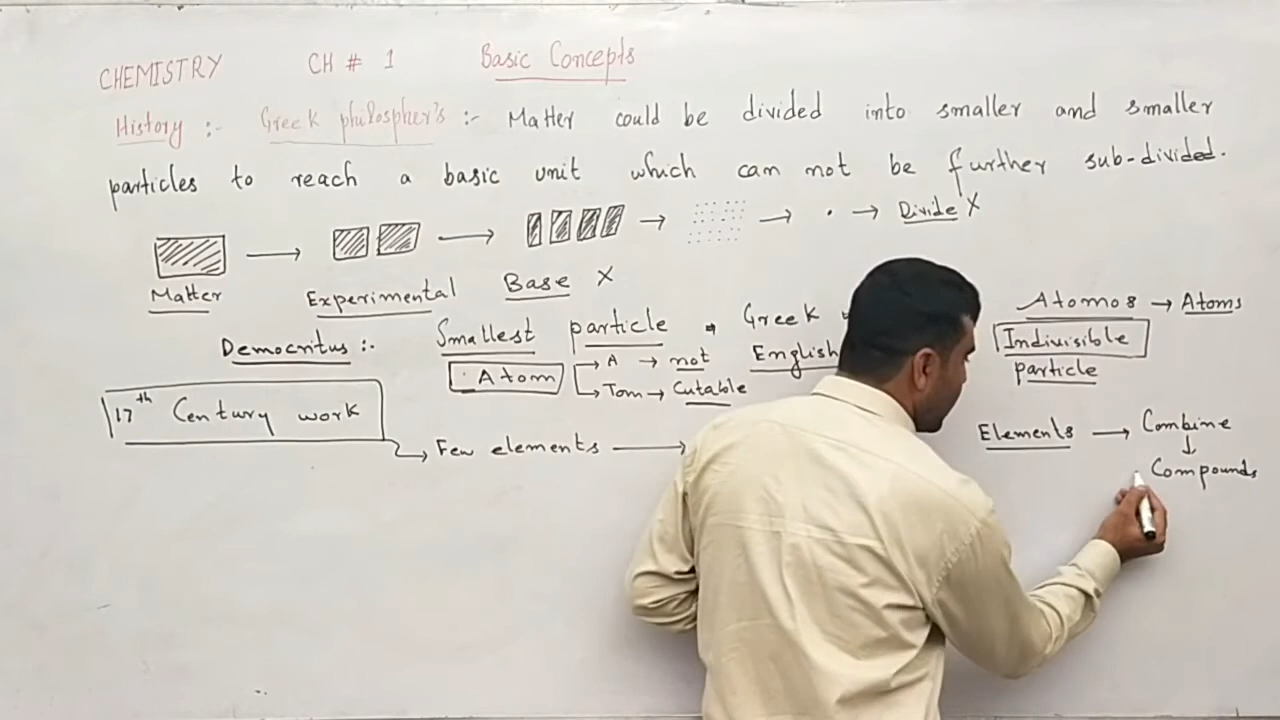 CHEMISTRY CH # 1 Basic Concepts
History :- Greek philospher's :- Matter could be divided into smaller and smaller
particles to reach a basic unit which can not be further sub-divided.
→ → → → → Divide X
Matter Experimental Base X
Democritus :- Smallest particle Greek Atomos → Atoms
Atom → A → not English Indivisible
→ Tom → Cutable particle
17th Century work
→ Few elements → Elements → Combine
↓
Compounds